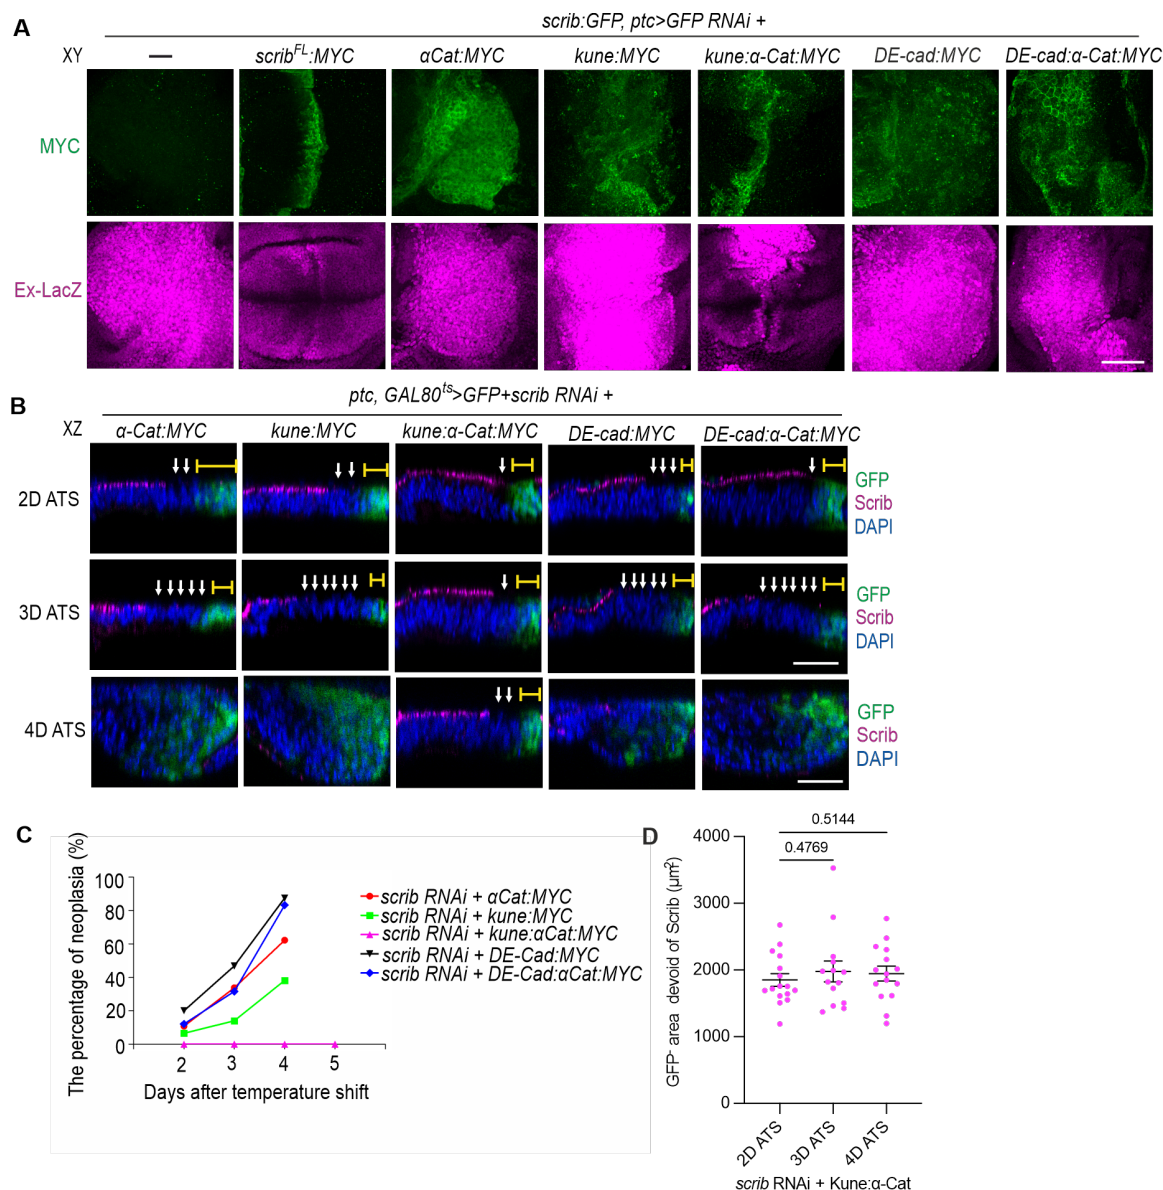 A
scrib:GFP, ptc>GFP RNAi +
XY — scribFL:MYC αCat:MYC kune:MYC kune:α-Cat:MYC DE-cad:MYC DE-cad:α-Cat:MYC
MYC
Ex-LacZ
B
ptc, GAL80ts>GFP+scrib RNAi +
XZ α-Cat:MYC kune:MYC kune:α-Cat:MYC DE-cad:MYC DE-cad:α-Cat:MYC
2D ATS
GFP
Scrib
DAPI
3D ATS
GFP
Scrib
DAPI
4D ATS
GFP
Scrib
DAPI
C
The percentage of neoplasia (%)
100
80
60
40
20
0
2 3 4 5
Days after temperature shift
scrib RNAi + αCat:MYC
scrib RNAi + kune:MYC
scrib RNAi + kune:αCat:MYC
scrib RNAi + DE-Cad:MYC
scrib RNAi + DE-Cad:αCat:MYC
D
GFP- area devoid of Scrib (μm2)
4000
3000
2000
1000
0
0.5144
0.4769
2D ATS
3D ATS
4D ATS
scrib RNAi + Kune:α-Cat